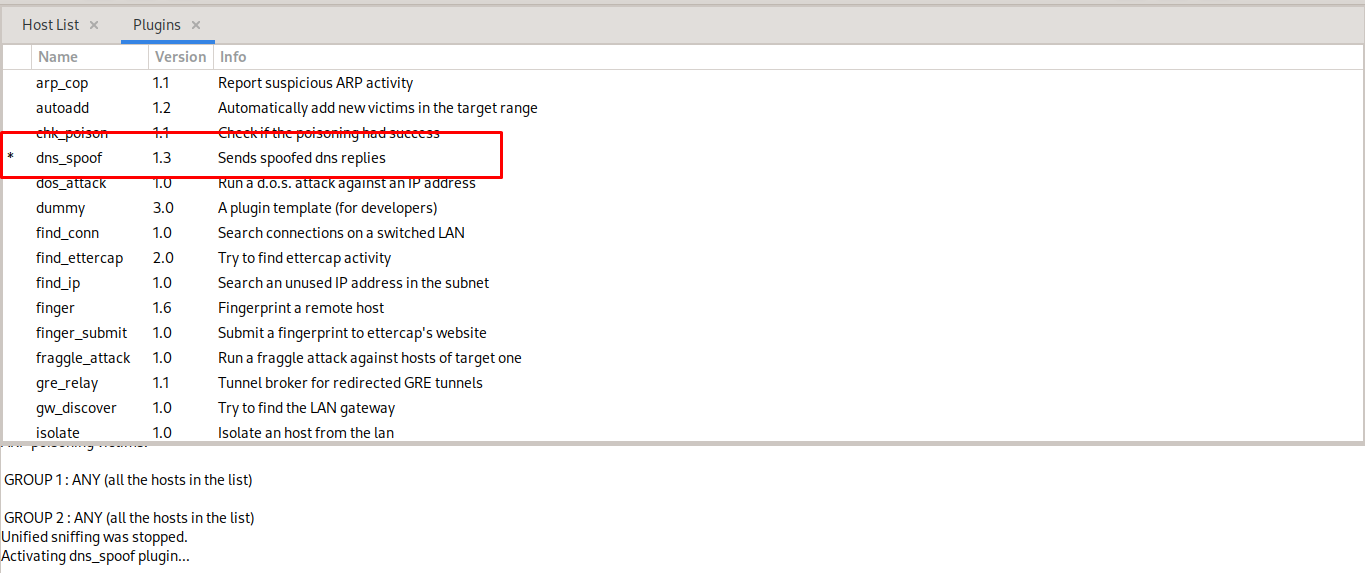 Host List ×
Plugins ×
Name Version Info
arp_cop 1.1 Report suspicious ARP activity
autoadd 1.2 Automatically add new victims in the target range
chk_poison 1.1 Check if the poisoning had success
* dns_spoof 1.3 Sends spoofed dns replies
dos_attack 1.0 Run a d.o.s. attack against an IP address
dummy 3.0 A plugin template (for developers)
find_conn 1.0 Search connections on a switched LAN
find_ettercap 2.0 Try to find ettercap activity
find_ip 1.0 Search an unused IP address in the subnet
finger 1.6 Fingerprint a remote host
finger_submit 1.0 Submit a fingerprint to ettercap's website
fraggle_attack 1.0 Run a fraggle attack against hosts of target one
gre_relay 1.1 Tunnel broker for redirected GRE tunnels
gw_discover 1.0 Try to find the LAN gateway
isolate 1.0 Isolate an host from the lan
ARP poisoning victims:
GROUP 1 : ANY (all the hosts in the list)
GROUP 2 : ANY (all the hosts in the list)
Unified sniffing was stopped.
Activating dns_spoof plugin...